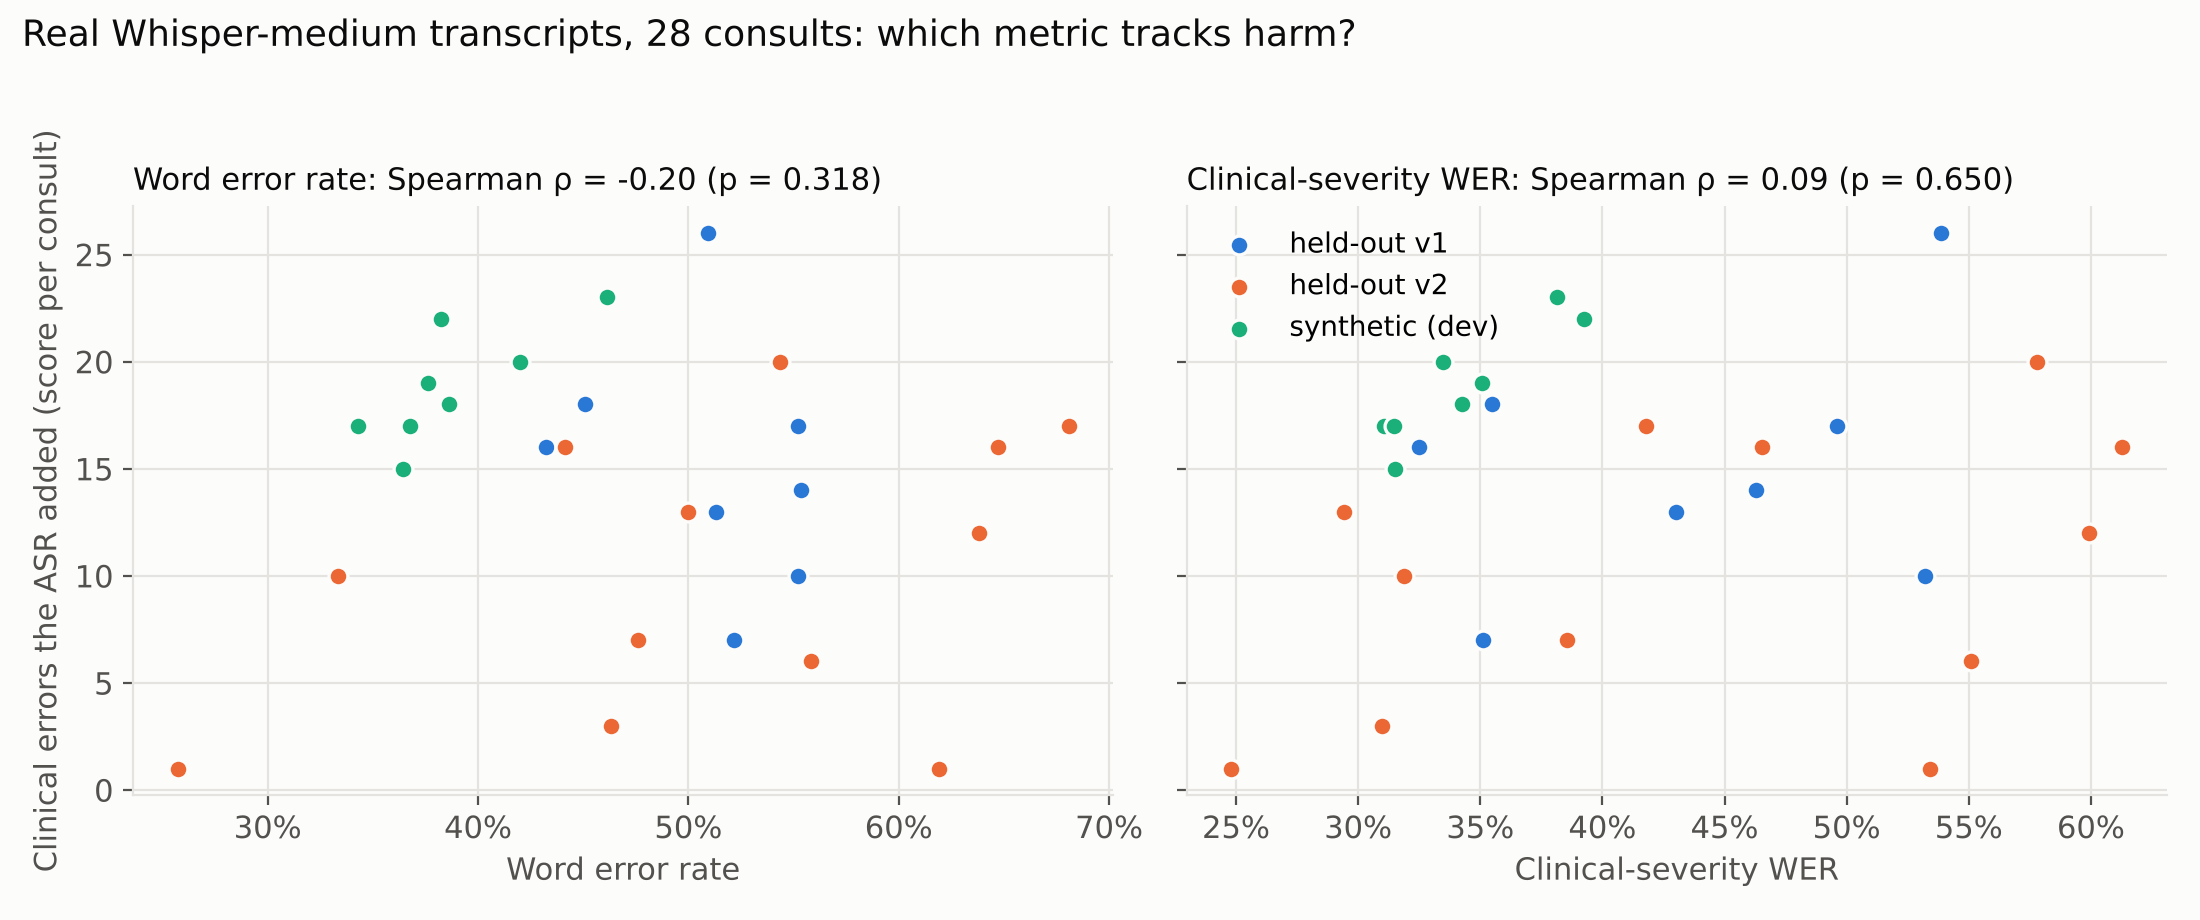 Real Whisper-medium transcripts, 28 consults: which metric tracks harm?
Word error rate: Spearman ρ = -0.20 (p = 0.318)
Clinical errors the ASR added (score per consult)
25
20
15
10
5
0
30%
40%
50%
60%
70%
Word error rate
Clinical-severity WER: Spearman ρ = 0.09 (p = 0.650)
held-out v1
held-out v2
synthetic (dev)
25%
30%
35%
40%
45%
50%
55%
60%
Clinical-severity WER